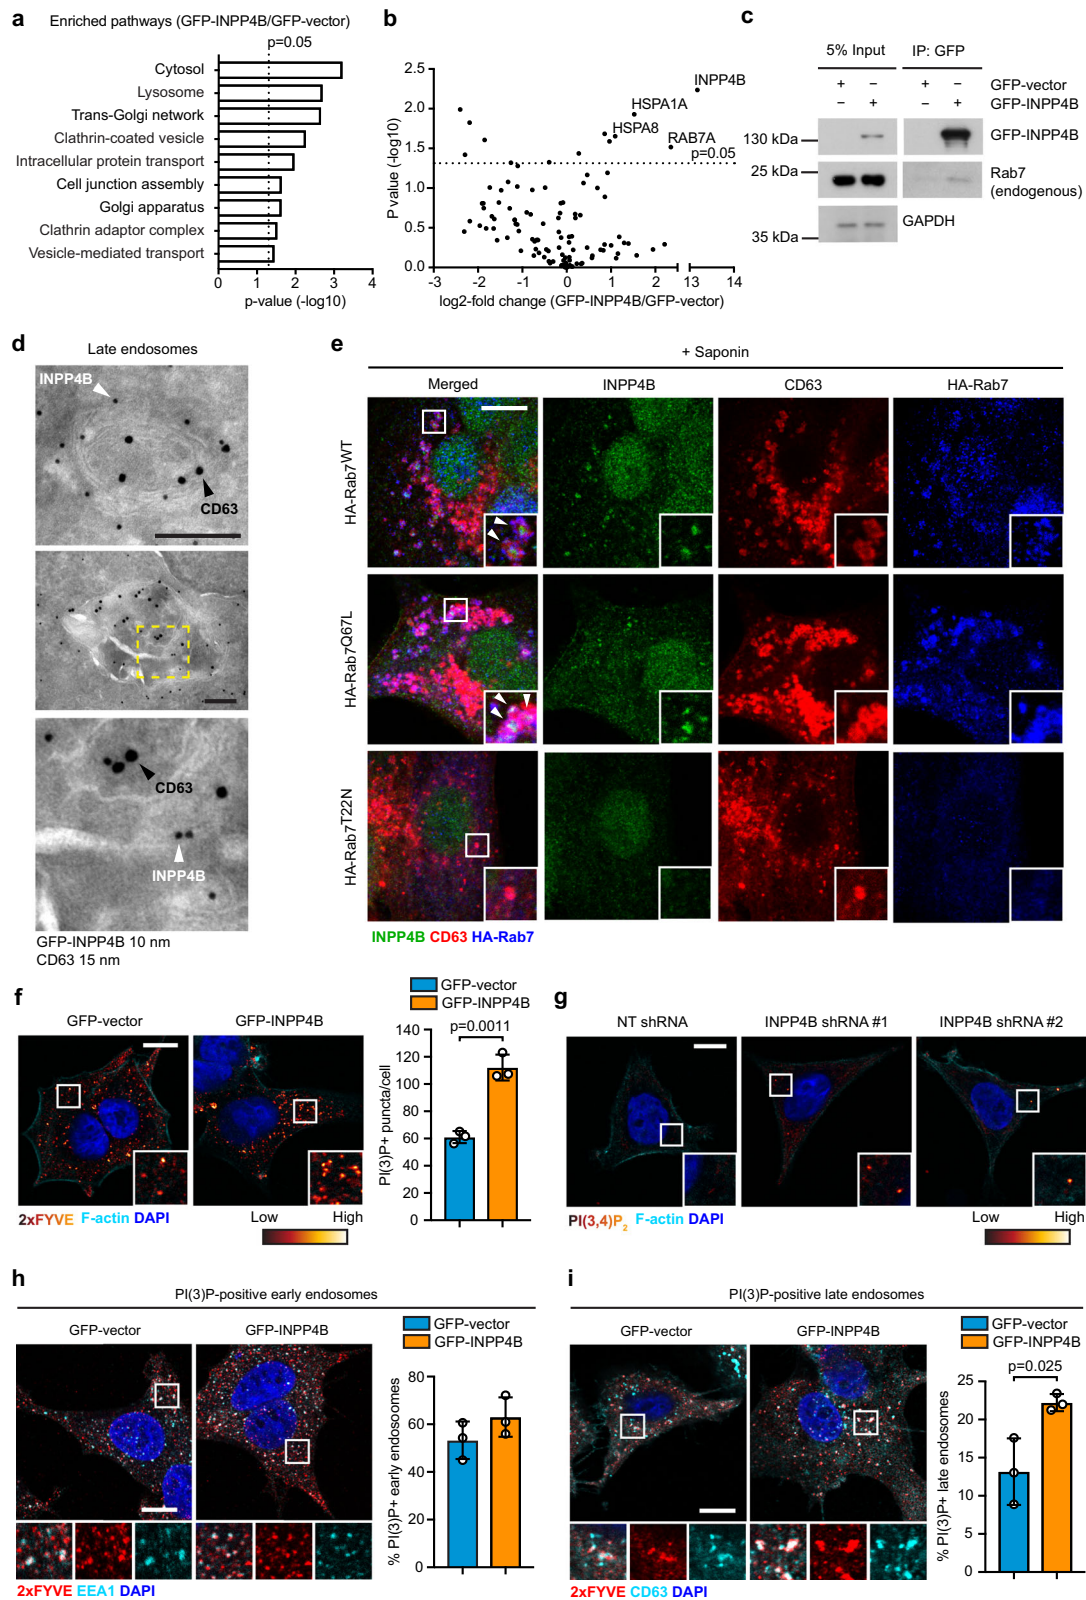 a
Enriched pathways (GFP-INPP4B/GFP-vector)
p=0.05
Cytosol
Lysosome
Trans-Golgi network
Clathrin-coated vesicle
Intracellular protein transport
Cell junction assembly
Golgi apparatus
Clathrin adaptor complex
Vesicle-mediated transport
0 1 2 3 4
p-value (-log10)
b
P value (-log10)
2.5
2.0
1.5
1.0
0.5
0.0
INPP4B
HSPA1A
HSPA8
RAB7A
p=0.05
-3 -2 -1 0 1 2 13 14
log2-fold change (GFP-INPP4B/GFP-vector)
c
5% Input IP: GFP
+ − + − GFP-vector
− + − + GFP-INPP4B
130 kDa GFP-INPP4B
25 kDa Rab7
(endogenous)
35 kDa GAPDH
d
Late endosomes
INPP4B
CD63
CD63
INPP4B
GFP-INPP4B 10 nm
CD63 15 nm
e
+ Saponin
Merged INPP4B CD63 HA-Rab7
HA-Rab7WT
HA-Rab7Q67L
HA-Rab7T22N
INPP4B CD63 HA-Rab7
f
GFP-vector GFP-INPP4B
2xFYVE F-actin DAPI
Low High
GFP-vector
GFP-INPP4B
p=0.0011
PI(3)P+ puncta/cell
140
120
100
80
60
40
20
0
g
NT shRNA INPP4B shRNA #1 INPP4B shRNA #2
PI(3,4)P2 F-actin DAPI
Low High
h
PI(3)P-positive early endosomes
GFP-vector GFP-INPP4B
2xFYVE EEA1 DAPI
GFP-vector
GFP-INPP4B
% PI(3)P+ early endosoomes
80
60
40
20
0
i
PI(3)P-positive late endosomes
GFP-vector GFP-INPP4B
2xFYVE CD63 DAPI
GFP-vector
GFP-INPP4B
p=0.025
% PI(3)P+ late endosomes
25
20
15
10
5
0